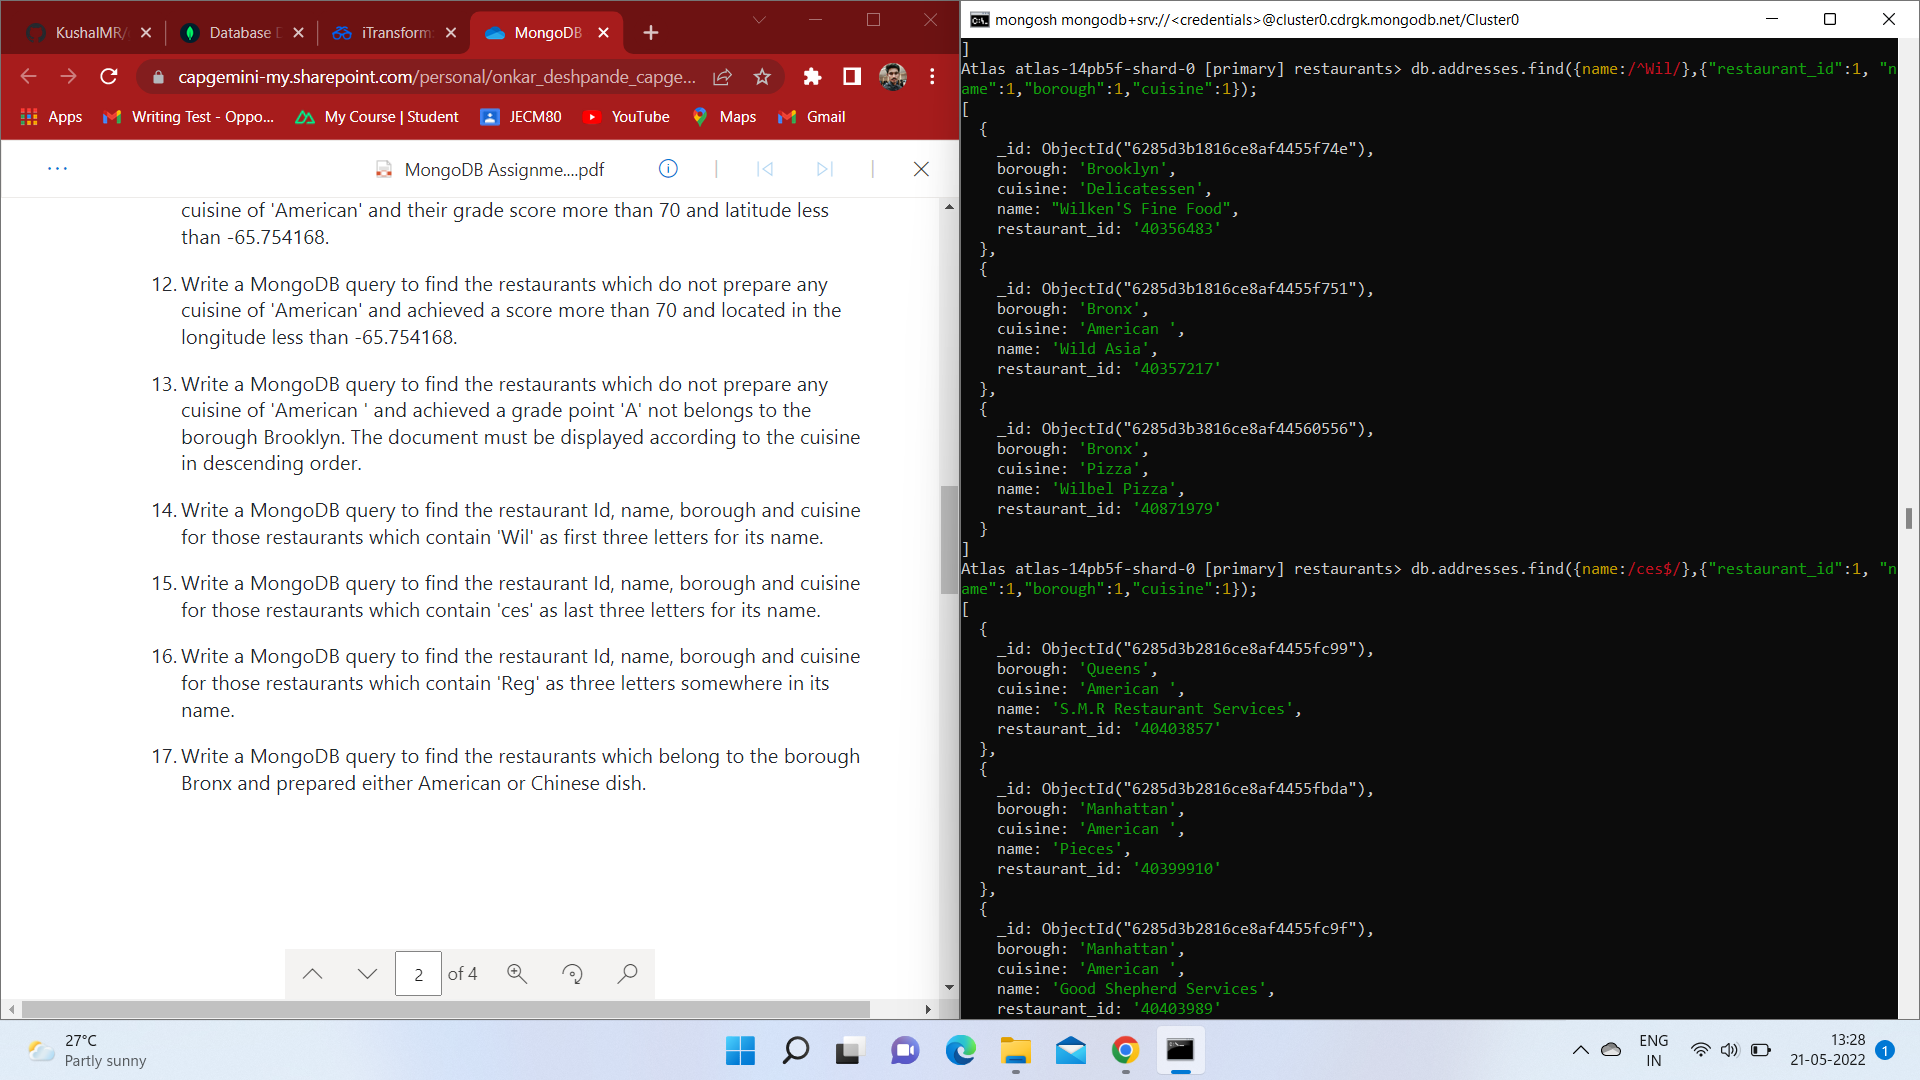 KushalMR/
Database D
iTransform
MongoDB
capgemini-my.sharepoint.com/personal/onkar_deshpande_capge...
Apps
Writing Test - Oppo...
My Course | Student
JECM80
YouTube
Maps
Gmail
MongoDB Assignme....pdf
cuisine of 'American' and their grade score more than 70 and latitude less
than -65.754168.
12. Write a MongoDB query to find the restaurants which do not prepare any
cuisine of 'American' and achieved a score more than 70 and located in the
longitude less than -65.754168.
13. Write a MongoDB query to find the restaurants which do not prepare any
cuisine of 'American ' and achieved a grade point 'A' not belongs to the
borough Brooklyn. The document must be displayed according to the cuisine
in descending order.
14. Write a MongoDB query to find the restaurant Id, name, borough and cuisine
for those restaurants which contain 'Wil' as first three letters for its name.
15. Write a MongoDB query to find the restaurant Id, name, borough and cuisine
for those restaurants which contain 'ces' as last three letters for its name.
16. Write a MongoDB query to find the restaurant Id, name, borough and cuisine
for those restaurants which contain 'Reg' as three letters somewhere in its
name.
17. Write a MongoDB query to find the restaurants which belong to the borough
Bronx and prepared either American or Chinese dish.
2 of 4
mongosh mongodb+srv://<credentials>@cluster0.cdrgk.mongodb.net/Cluster0
]
Atlas atlas-14pb5f-shard-0 [primary] restaurants> db.addresses.find({name:/^Wil/},{"restaurant_id":1, "n
ame":1,"borough":1,"cuisine":1});
[
{
_id: ObjectId("6285d3b1816ce8af4455f74e"),
borough: 'Brooklyn',
cuisine: 'Delicatessen',
name: "Wilken'S Fine Food",
restaurant_id: '40356483'
},
{
_id: ObjectId("6285d3b1816ce8af4455f751"),
borough: 'Bronx',
cuisine: 'American ',
name: 'Wild Asia',
restaurant_id: '40357217'
},
{
_id: ObjectId("6285d3b3816ce8af44560556"),
borough: 'Bronx',
cuisine: 'Pizza',
name: 'Wilbel Pizza',
restaurant_id: '40871979'
}
]
Atlas atlas-14pb5f-shard-0 [primary] restaurants> db.addresses.find({name:/ces$/},{"restaurant_id":1, "n
ame":1,"borough":1,"cuisine":1});
[
{
_id: ObjectId("6285d3b2816ce8af4455fc99"),
borough: 'Queens',
cuisine: 'American ',
name: 'S.M.R Restaurant Services',
restaurant_id: '40403857'
},
{
_id: ObjectId("6285d3b2816ce8af4455fbda"),
borough: 'Manhattan',
cuisine: 'American ',
name: 'Pieces',
restaurant_id: '40399910'
},
{
_id: ObjectId("6285d3b2816ce8af4455fc9f"),
borough: 'Manhattan',
cuisine: 'American ',
name: 'Good Shepherd Services',
restaurant_id: '40403989'
27°C
Partly sunny
ENG
IN
13:28
21-05-2022
1